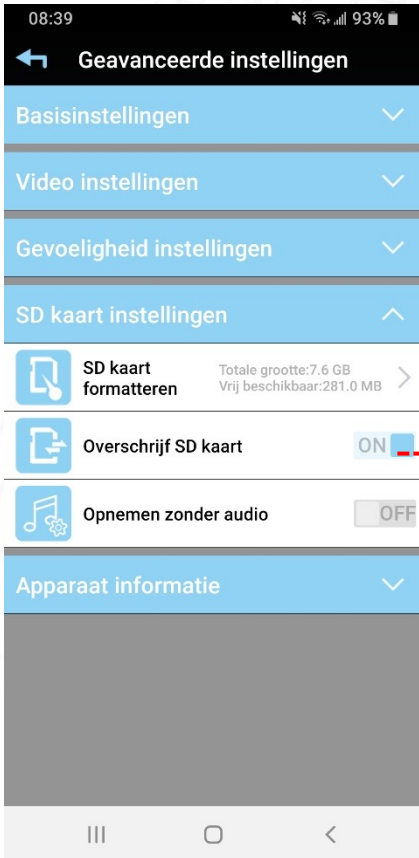 08:39 93%
Geavanceerde instellingen
Basisinstellingen
Video instellingen
Gevoeligheid instellingen
SD kaart instellingen
SD kaart
formatteren
Totale grootte:7.6 GB
Vrij beschikbaar:281.0 MB
Overschrijf SD kaart ON
Opnemen zonder audio OFF
Apparaat informatie